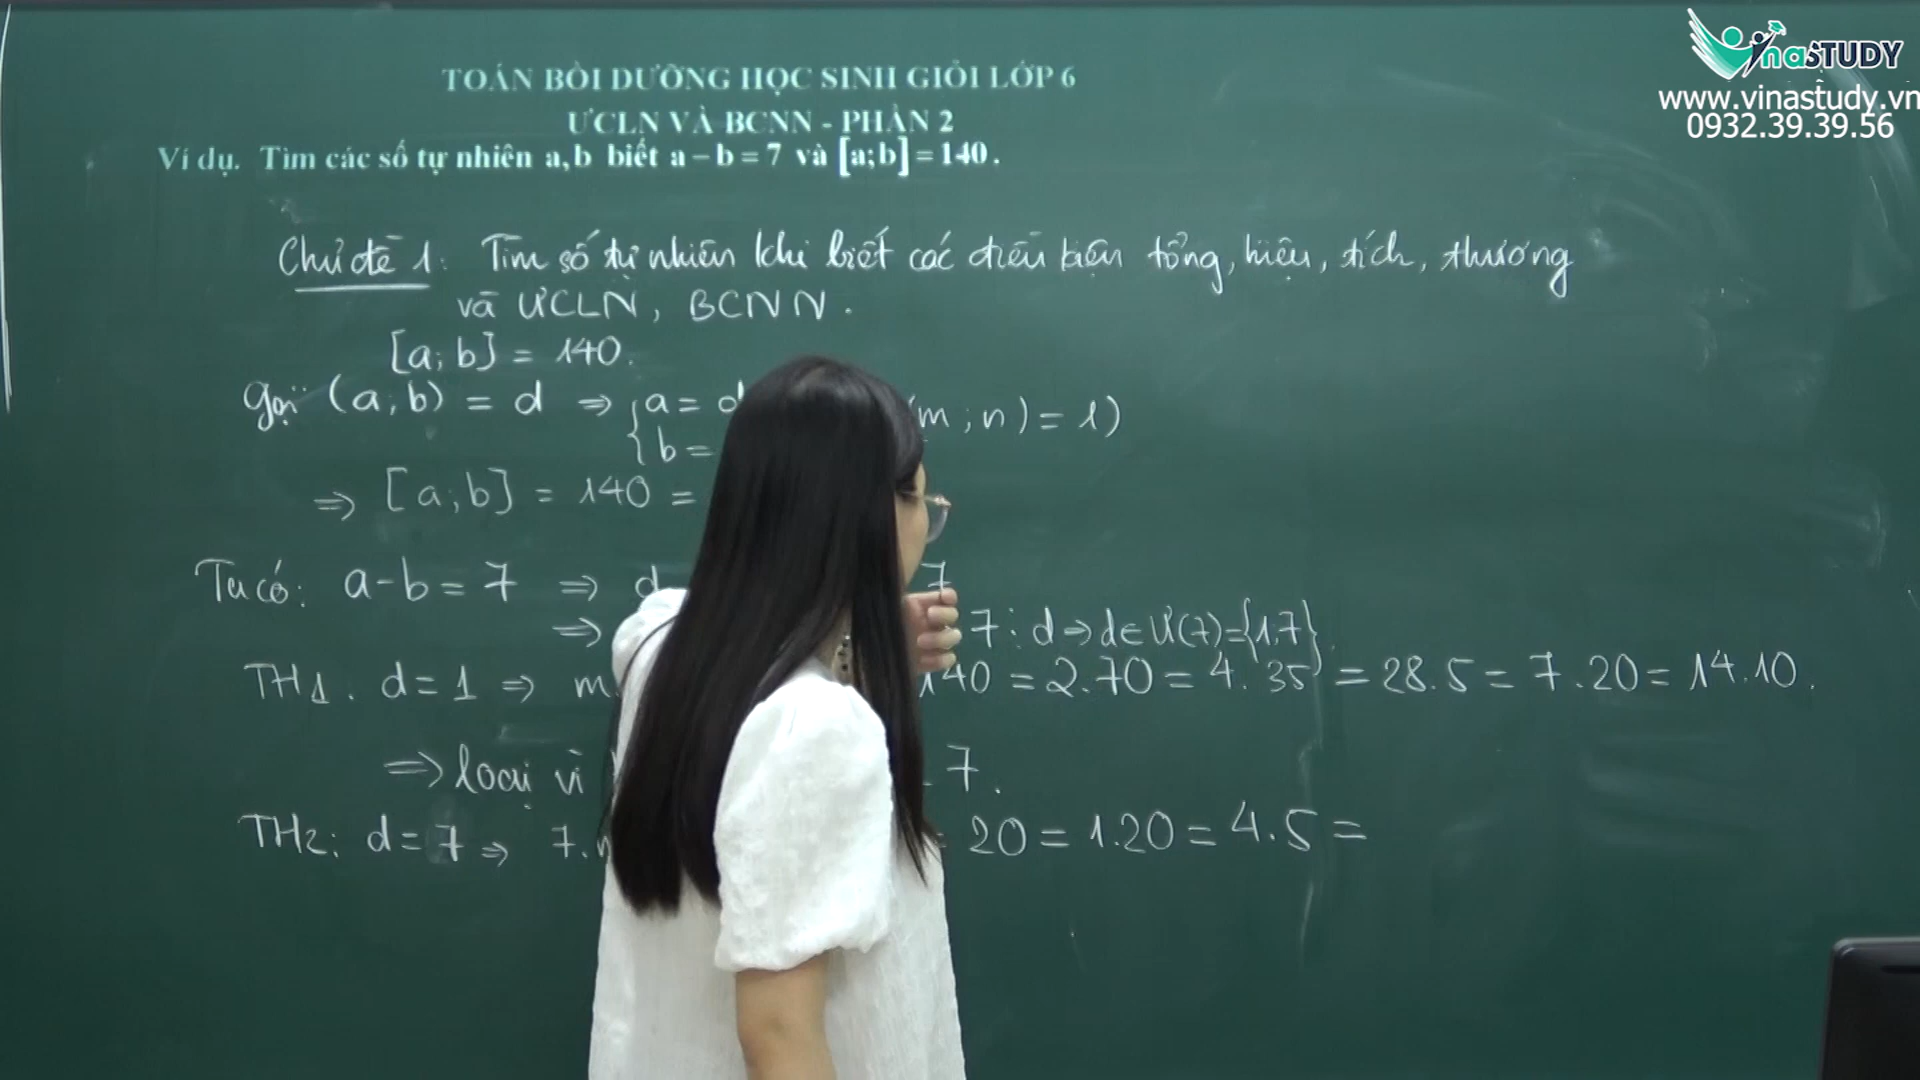 VinaSTUDY
www.vinastudy.vn
0932.39.39.56
TOÁN BỒI DƯỠNG HỌC SINH GIỎI LỚP 6
ƯCLN VÀ BCNN - PHẦN 2
Ví dụ. Tìm các số tự nhiên a, b biết a – b = 7 và [a;b] = 140.
Chủ đề 1: Tìm số tự nhiên khi biết các điều kiện tổng, hiệu, tích, thương
và ƯCLN, BCNN.
[a; b] = 140.
Gọi (a; b) = d ⇒ { a = d (m; n) = 1)
b =
⇒ [a; b] = 140 =
Ta có: a - b = 7 ⇒ d 7
⇒ 7 ⋮ d ⇒ d ∈ Ư(7) = {1,7}.
TH1. d = 1 ⇒ m. 140 = 2.70 = 4.35 = 28.5 = 7.20 = 14.10.
⇒ loại vì 7.
TH2: d = 7 ⇒ 7. = 20 = 1.20 = 4.5 =